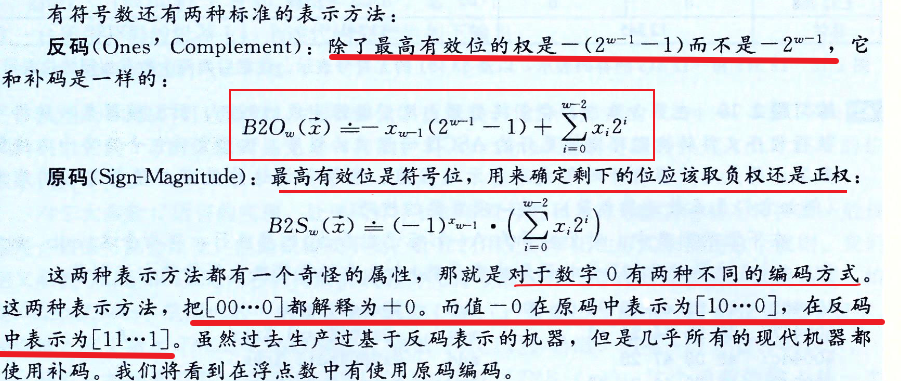 有符号数还有两种标准的表示方法：
反码(Ones' Complement)：除了最高有效位的权是－(2^{w-1}－1)而不是－2^{w-1}，它
和补码是一样的：
B2O_w(x⃗) ≐ －x_{w-1}(2^{w-1}－1) + ∑_{i=0}^{w-2} x_i 2^i
原码(Sign-Magnitude)：最高有效位是符号位，用来确定剩下的位应该取负权还是正权：
B2S_w(x⃗) ≐ (－1)^{x_{w-1}} · (∑_{i=0}^{w-2} x_i 2^i)
这两种表示方法都有一个奇怪的属性，那就是对于数字 0 有两种不同的编码方式。
这两种表示方法，把[00⋯0]都解释为＋0。而值－0 在原码中表示为[10⋯0]，在反码
中表示为[11⋯1]。虽然过去生产过基于反码表示的机器，但是几乎所有的现代机器都
使用补码。我们将看到在浮点数中有使用原码编码。